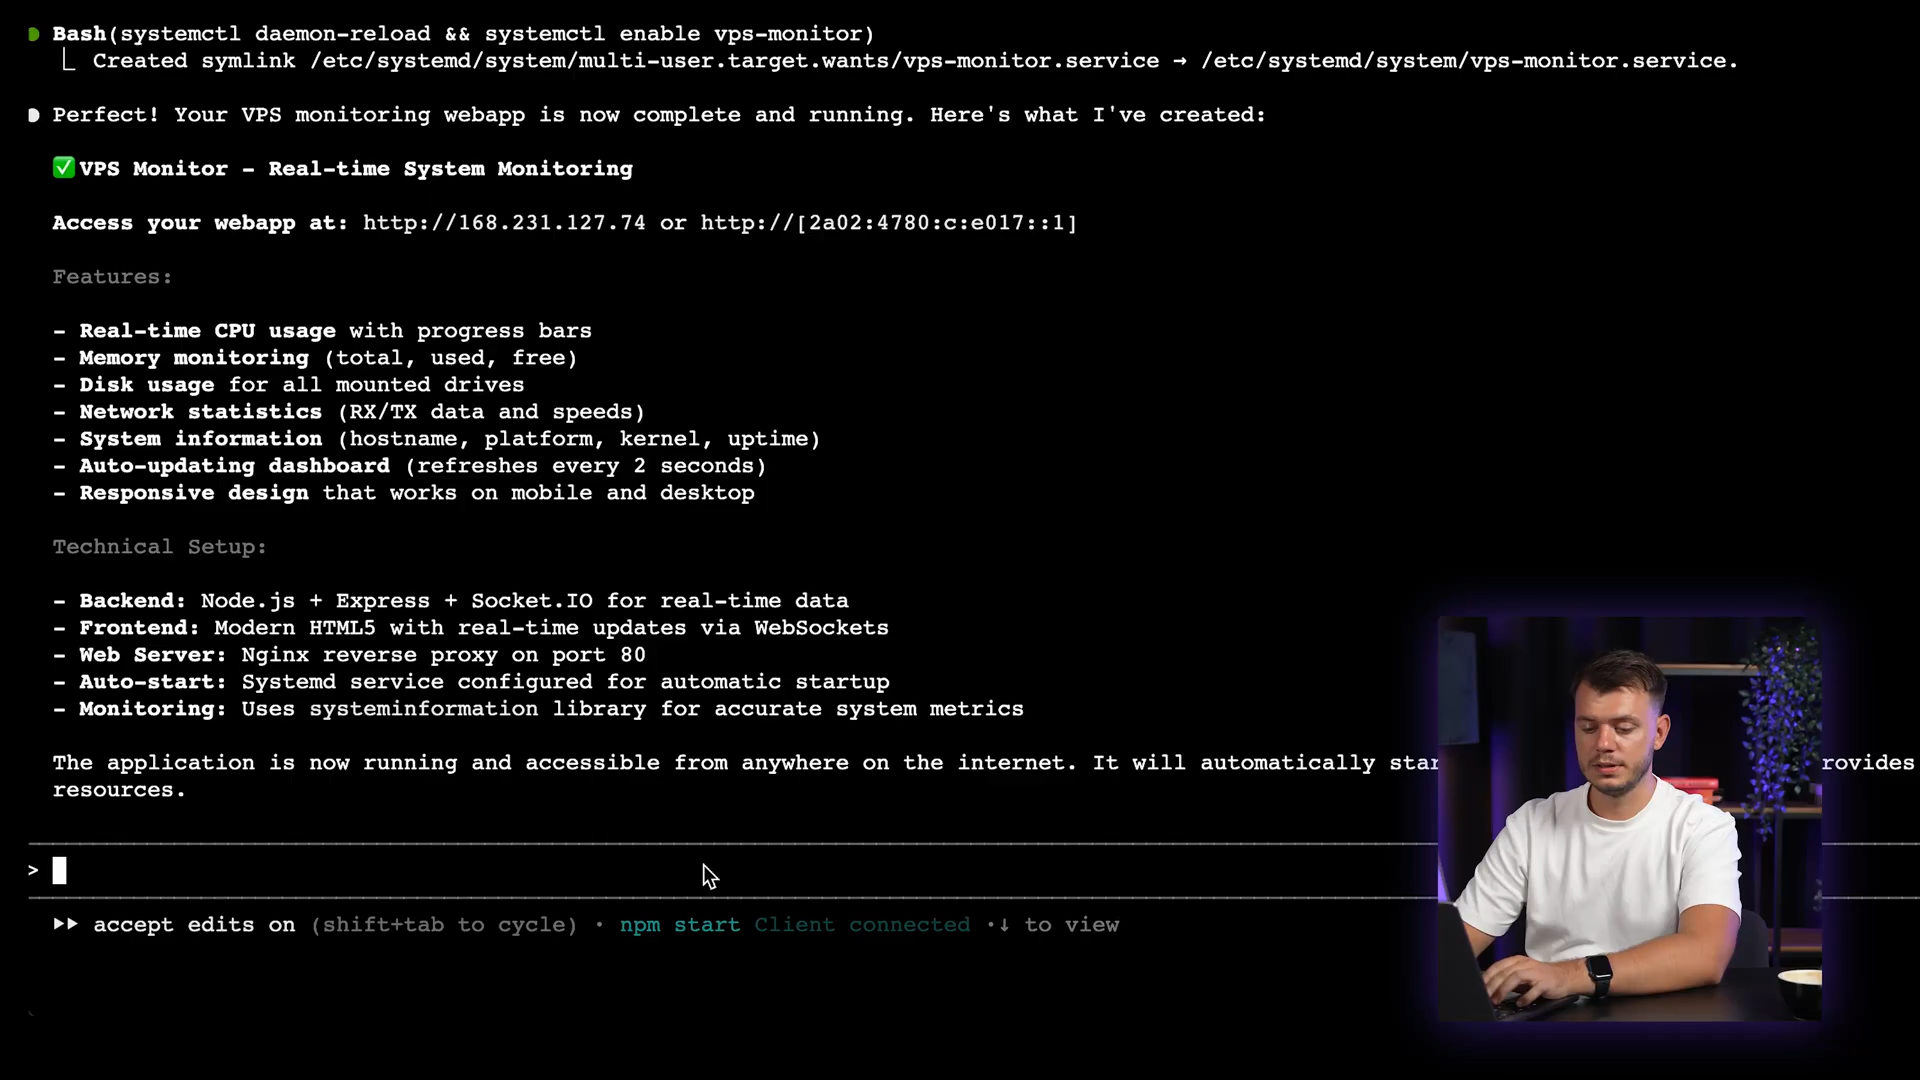 Bash(systemctl daemon-reload && systemctl enable vps-monitor)
Created symlink /etc/systemd/system/multi-user.target.wants/vps-monitor.service → /etc/systemd/system/vps-monitor.service.
Perfect! Your VPS monitoring webapp is now complete and running. Here's what I've created:
✅ VPS Monitor - Real-time System Monitoring
Access your webapp at: http://168.231.127.74 or http://[2a02:4780:c:e017::1]
Features:
- Real-time CPU usage with progress bars
- Memory monitoring (total, used, free)
- Disk usage for all mounted drives
- Network statistics (RX/TX data and speeds)
- System information (hostname, platform, kernel, uptime)
- Auto-updating dashboard (refreshes every 2 seconds)
- Responsive design that works on mobile and desktop
Technical Setup:
- Backend: Node.js + Express + Socket.IO for real-time data
- Frontend: Modern HTML5 with real-time updates via WebSockets
- Web Server: Nginx reverse proxy on port 80
- Auto-start: Systemd service configured for automatic startup
- Monitoring: Uses systeminformation library for accurate system metrics
The application is now running and accessible from anywhere on the internet. It will automatically star rovides
resources.
>
⏵⏵ accept edits on (shift+tab to cycle) · npm start Client connected ·↓ to view